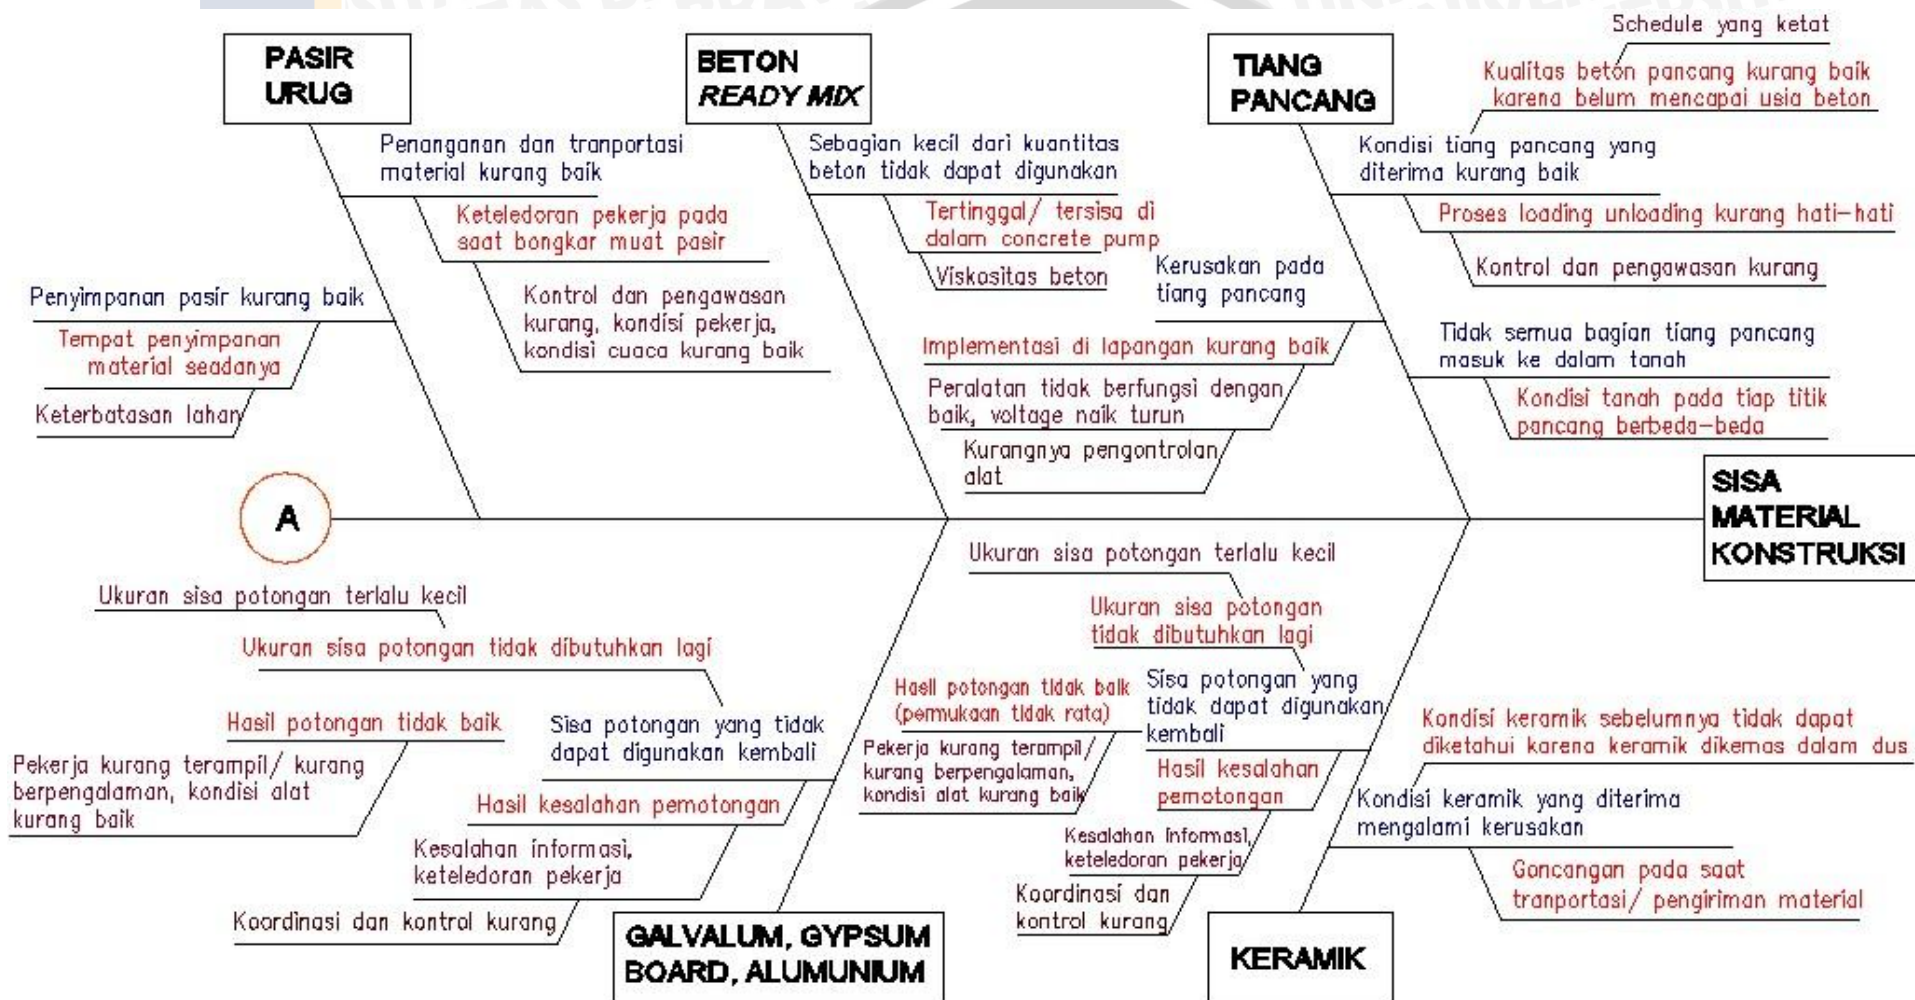 PASIR
URUG
Penanganan dan tranportasi
material kurang baik
Keteledoran pekerja pada
saat bongkar muat pasir
Kontrol dan pengawasan
kurang, kondisi pekerja,
kondisi cuaca kurang baik
Penyimpanan pasir kurang baik
Tempat penyimpanan
material seadanya
Keterbatasan lahan
BETON
READY MIX
Sebagian kecil dari kuantitas
beton tidak dapat digunakan
Tertinggal/ tersisa di
dalam concrete pump
Viskositas beton
TIANG
PANCANG
Schedule yang ketat
Kualitas beton pancang kurang baik
karena belum mencapai usia beton
Kondisi tiang pancang yang
diterima kurang baik
Proses loading unloading kurang hati-hati
Kontrol dan pengawasan kurang
Kerusakan pada
tiang pancang
Implementasi di lapangan kurang baik
Peralatan tidak berfungsi dengan
baik, voltage naik turun
Kurangnya pengontrolan
alat
Tidak semua bagian tiang pancang
masuk ke dalam tanah
Kondisi tanah pada tiap titik
pancang berbeda-beda
A
SISA
MATERIAL
KONSTRUKSI
Ukuran sisa potongan terlalu kecil
Ukuran sisa potongan tidak dibutuhkan lagi
Hasil potongan tidak baik
Pekerja kurang terampil/ kurang
berpengalaman, kondisi alat
kurang baik
Sisa potongan yang tidak
dapat digunakan kembali
Hasil kesalahan pemotongan
Kesalahan informasi,
keteledoran pekerja
Koordinasi dan kontrol kurang
GALVALUM, GYPSUM
BOARD, ALUMUNIUM
Ukuran sisa potongan terlalu kecil
Ukuran sisa potongan
tidak dibutuhkan lagi
Hasil potongan tidak baik
(permukaan tidak rata)
Pekerja kurang terampil/
kurang berpengalaman,
kondisi alat kurang baik
Sisa potongan yang
tidak dapat digunakan
kembali
Hasil kesalahan
pemotongan
Kesalahan informasi,
keteledoran pekerja
Koordinasi dan
kontrol kurang
KERAMIK
Kondisi keramik sebelumnya tidak dapat
diketahui karena keramik dikemas dalam dus
Kondisi keramik yang diterima
mengalami kerusakan
Goncangan pada saat
tranportasi/ pengiriman material